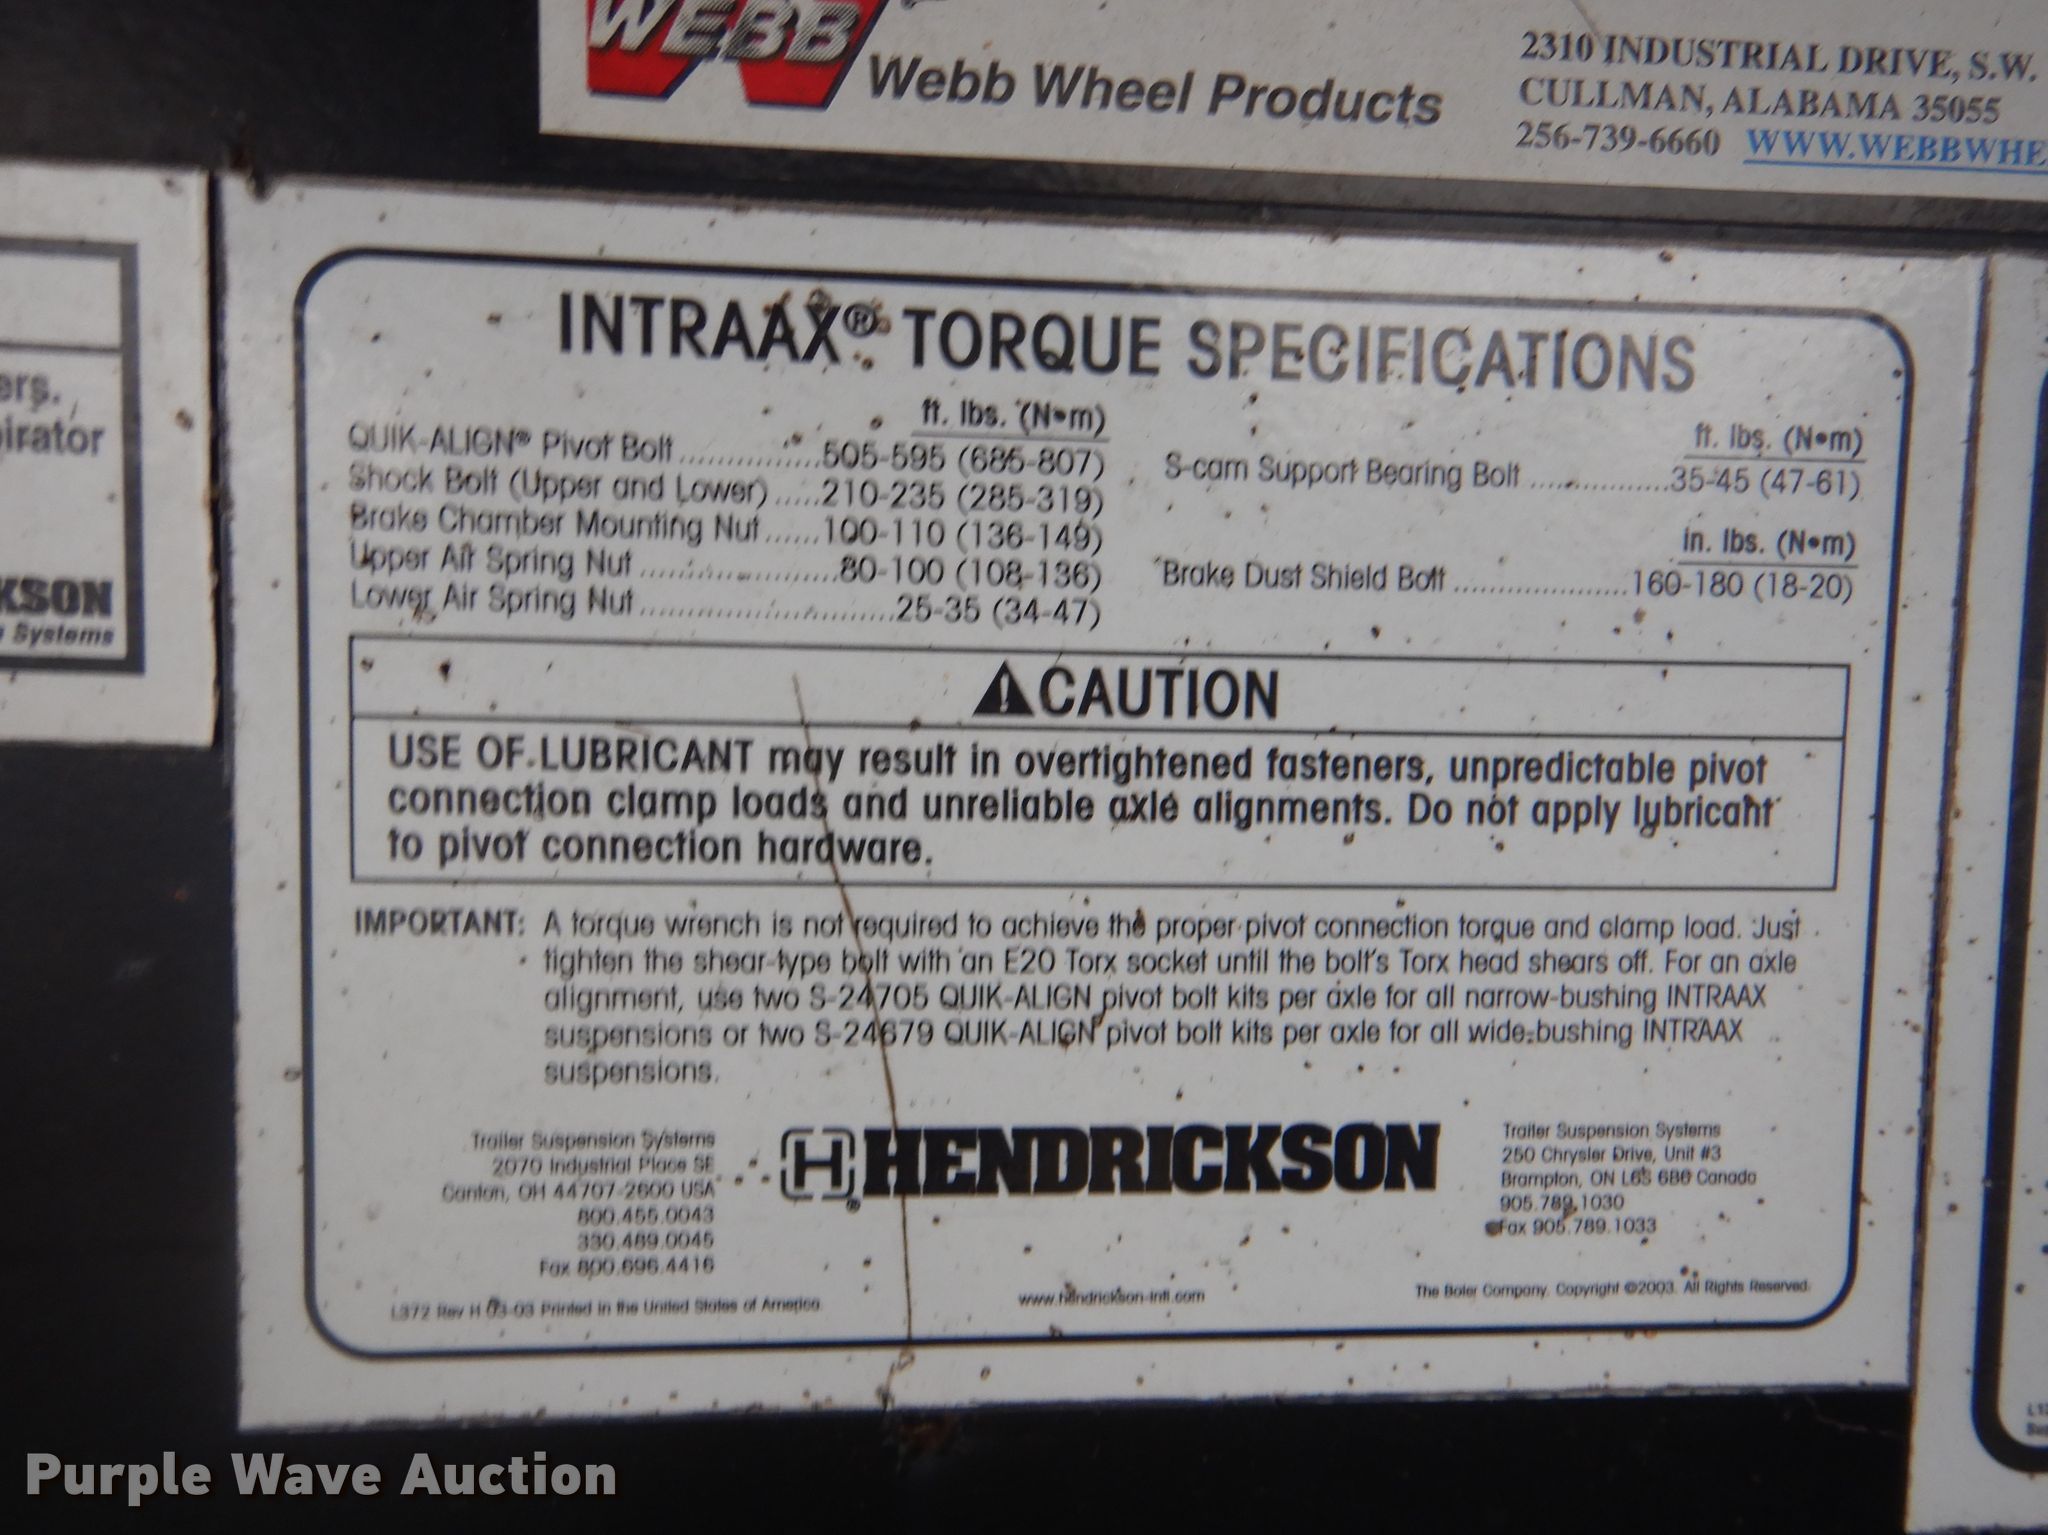 WEBB
Webb Wheel Products
2310 INDUSTRIAL DRIVE, S.W.
CULLMAN, ALABAMA 35055
256-739-6660 WWW.WEBBWHE
ers.
pirator
KSON
Systems
INTRAAX® TORQUE SPECIFICATIONS
ft. lbs. (N•m)
QUIK-ALIGN® Pivot Bolt ...............505-595 (685-807)
Shock Bolt (Upper and Lower) .....210-235 (285-319)
Brake Chamber Mounting Nut......100-110 (136-149)
Upper Air Spring Nut ......................80-100 (108-136)
Lower Air Spring Nut............................25-35 (34-47)
ft. lbs. (N•m)
S-cam Support Bearing Bolt ................35-45 (47-61)
in. lbs. (N•m)
Brake Dust Shield Bolt ....................160-180 (18-20)
CAUTION
USE OF LUBRICANT may result in overtightened fasteners, unpredictable pivot
connection clamp loads and unreliable axle alignments. Do not apply lubricant
to pivot connection hardware.
IMPORTANT: A torque wrench is not required to achieve the proper pivot connection torque and clamp load. Just
tighten the shear-type bolt with an E20 Torx socket until the bolt's Torx head shears off. For an axle
alignment, use two S-24705 QUIK-ALIGN pivot bolt kits per axle for all narrow-bushing INTRAAX
suspensions or two S-24679 QUIK-ALIGN pivot bolt kits per axle for all wide-bushing INTRAAX
suspensions.
Trailer Suspension Systems
2070 Industrial Place SE
Canton, OH 44707-2600 USA
800.455.0043
330.489.0045
Fax 800.696.4416
H HENDRICKSON
®
Trailer Suspension Systems
250 Chrysler Drive, Unit #3
Brampton, ON L6S 6B6 Canada
905.789.1030
Fax 905.789.1033
L372 Rev H 03-03 Printed in the United States of America
www.hendrickson-intl.com
The Boler Company. Copyright ©2003. All Rights Reserved.
Purple Wave Auction